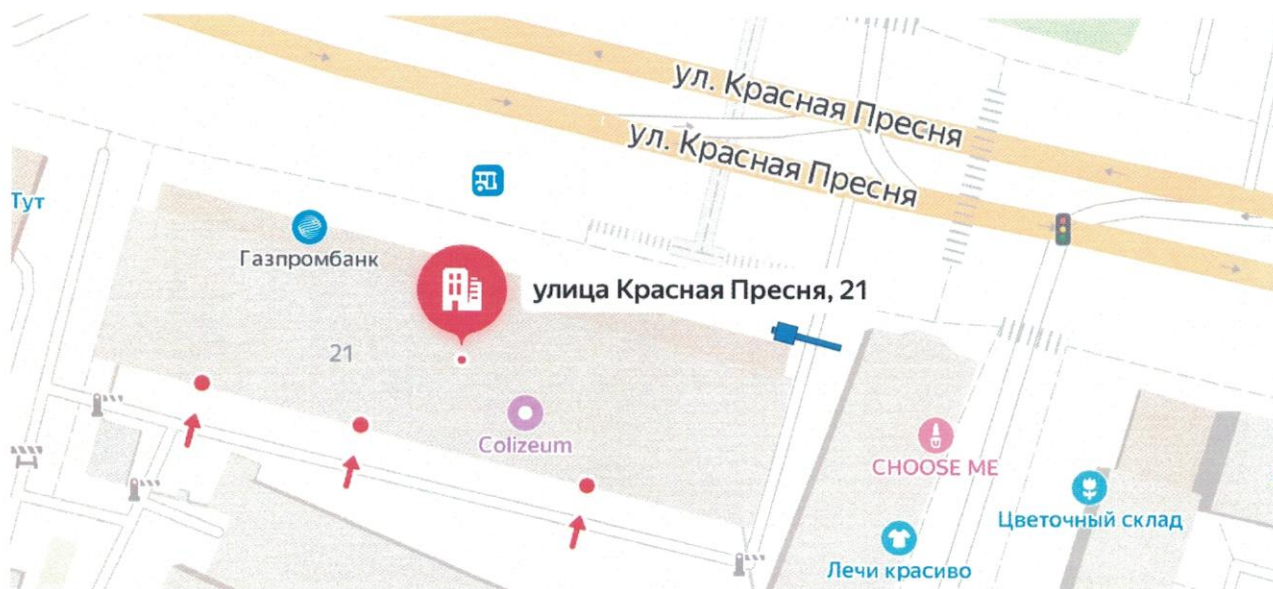 ул. Красная Пресня
ул. Красная Пресня
Тут
Газпромбанк
улица Красная Пресня, 21
21
Colizeum
CHOOSE ME
Цветочный склад
Лечи красиво